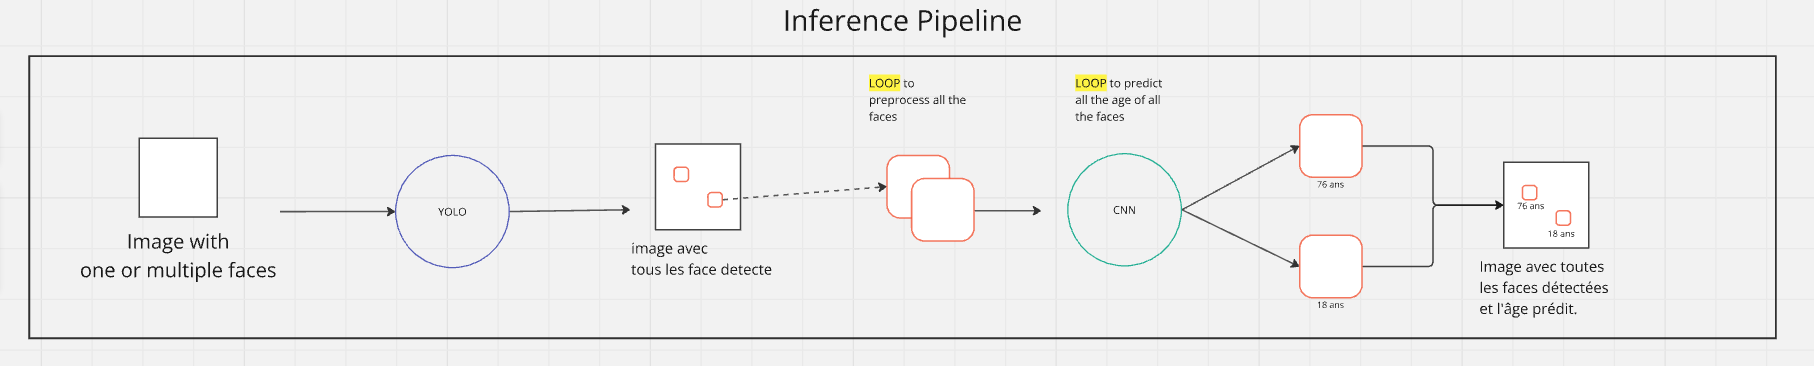 Inference Pipeline
Image with
one or multiple faces
YOLO
image avec
tous les face detecte
LOOP to
preprocess all the
faces
LOOP to predict
all the age of all
the faces
CNN
76 ans
18 ans
76 ans
18 ans
Image avec toutes
les faces détectées
et l'âge prédit.